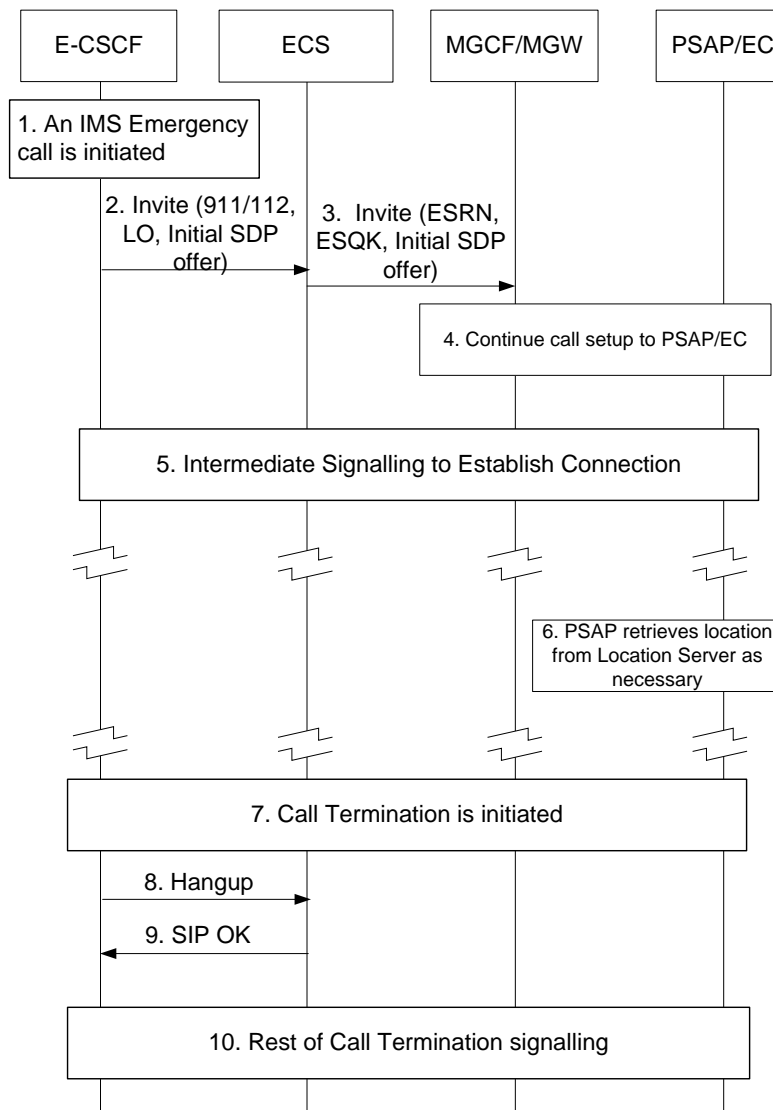 E-CSCF
ECS
MGCF/MGW
PSAP/EC
1. An IMS Emergency
call is initiated
2. Invite (911/112,
LO, Initial SDP
offer)
3. Invite (ESRN,
ESQK, Initial SDP
offer)
4. Continue call setup to PSAP/EC
5. Intermediate Signalling to Establish Connection
6. PSAP retrieves location
from Location Server as
necessary
7. Call Termination is initiated
8. Hangup
9. SIP OK
10. Rest of Call Termination signalling